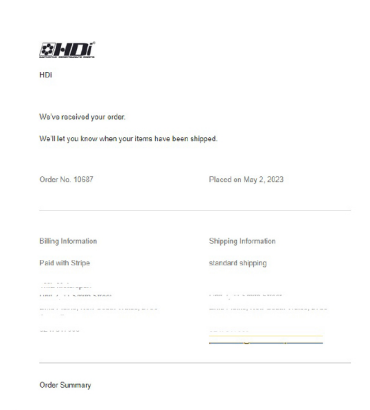 HDi
HDI
We've received your order.
We'll let you know when your items have been shipped.
Order No. 10687
Placed on May 2, 2023
Billing Information
Shipping Information
Paid with Stripe
standard shipping
Order Summary